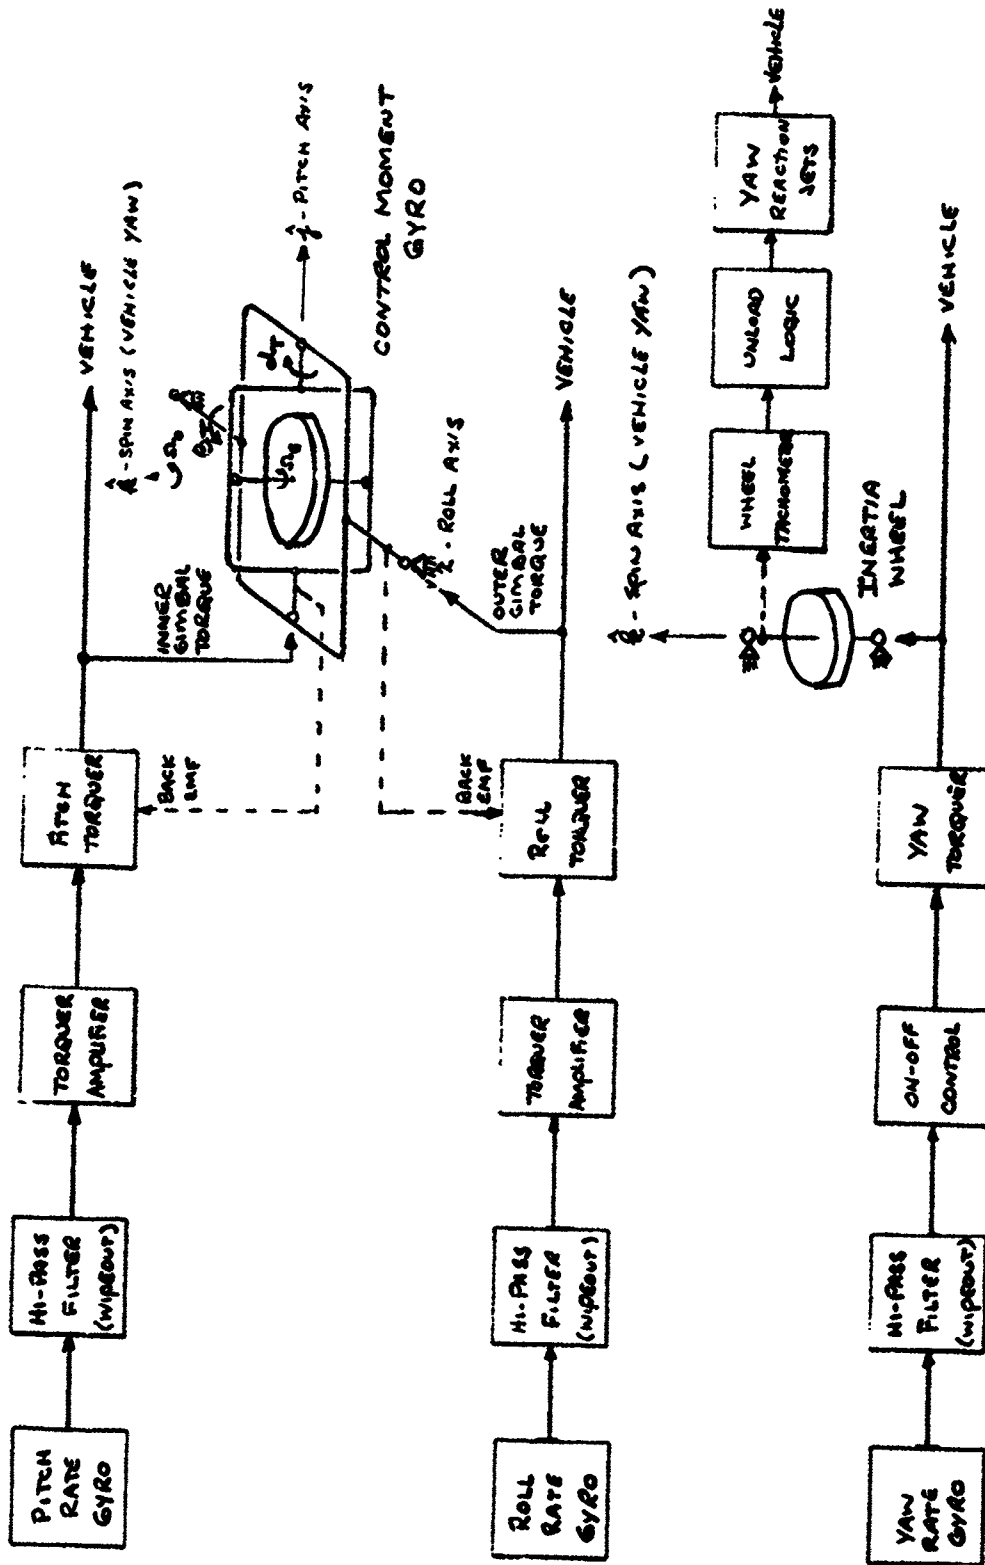 PITCH
RATE
GYRO
HI-PASS
FILTER
(WIPEOUT)
TORQUER
AMPLIFIER
PITCH
TORQUER
BACK
EMF
INNER
GIMBAL
TORQUE
VEHICLE
k̂ - SPIN AXIS (VEHICLE YAW)
ĵ - PITCH AXIS
CONTROL MOMENT
GYRO
ROLL
RATE
GYRO
HI-PASS
FILTER
(WIPEOUT)
TORQUER
AMPLIFIER
ROLL
TORQUER
BACK
EMF
OUTER
GIMBAL
TORQUE
î - ROLL AXIS
VEHICLE
YAW
RATE
GYRO
HI-PASS
FILTER
(WIPEOUT)
ON-OFF
CONTROL
YAW
TORQUER
VEHICLE
INERTIA
WHEEL
k̂ - SPIN AXIS (VEHICLE YAW)
WHEEL
TACHOMETER
UNLOAD
LOGIC
YAW
REACTION
JETS
VEHICLE